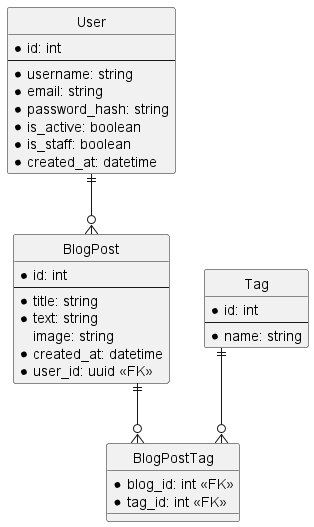 User
id: int
username: string
email: string
password_hash: string
is_active: boolean
is_staff: boolean
created_at: datetime
BlogPost
id: int
title: string
text: string
image: string
created_at: datetime
user_id: uuid «FK»
Tag
id: int
name: string
BlogPostTag
blog_id: int «FK»
tag_id: int «FK»